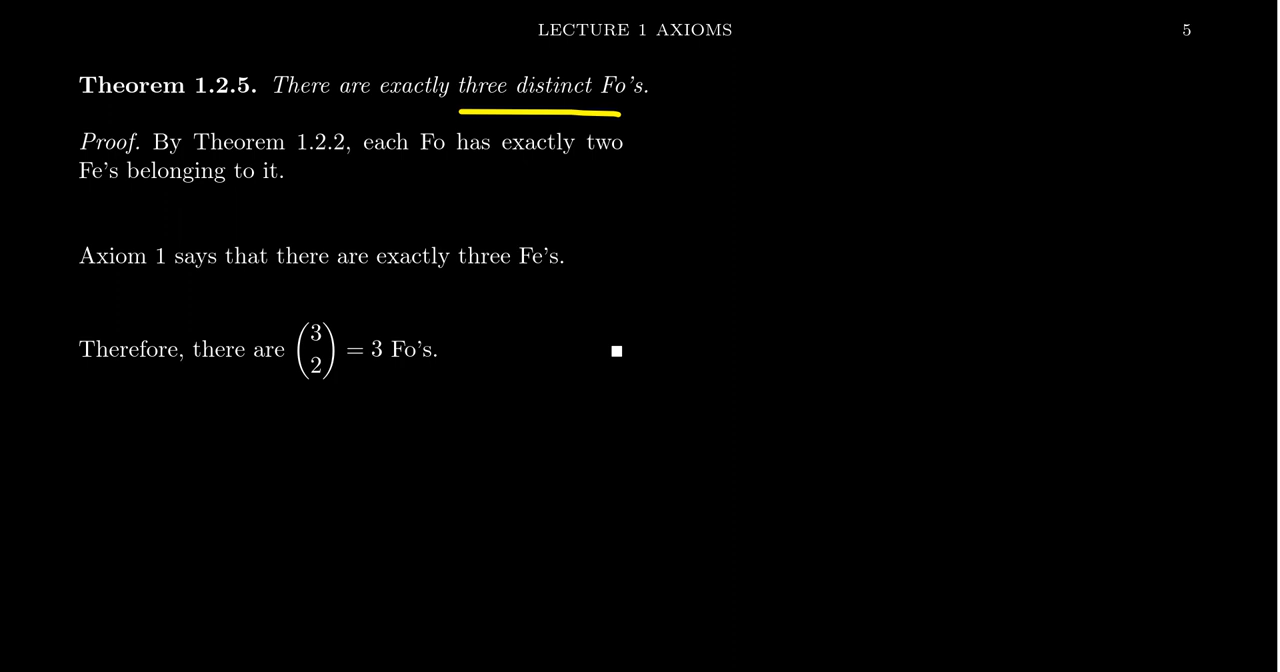 LECTURE 1 AXIOMS 5
Theorem 1.2.5. There are exactly three distinct Fo's.
Proof. By Theorem 1.2.2, each Fo has exactly two
Fe's belonging to it.
Axiom 1 says that there are exactly three Fe's.
Therefore, there are \binom{3}{2} = 3 Fo's. ■